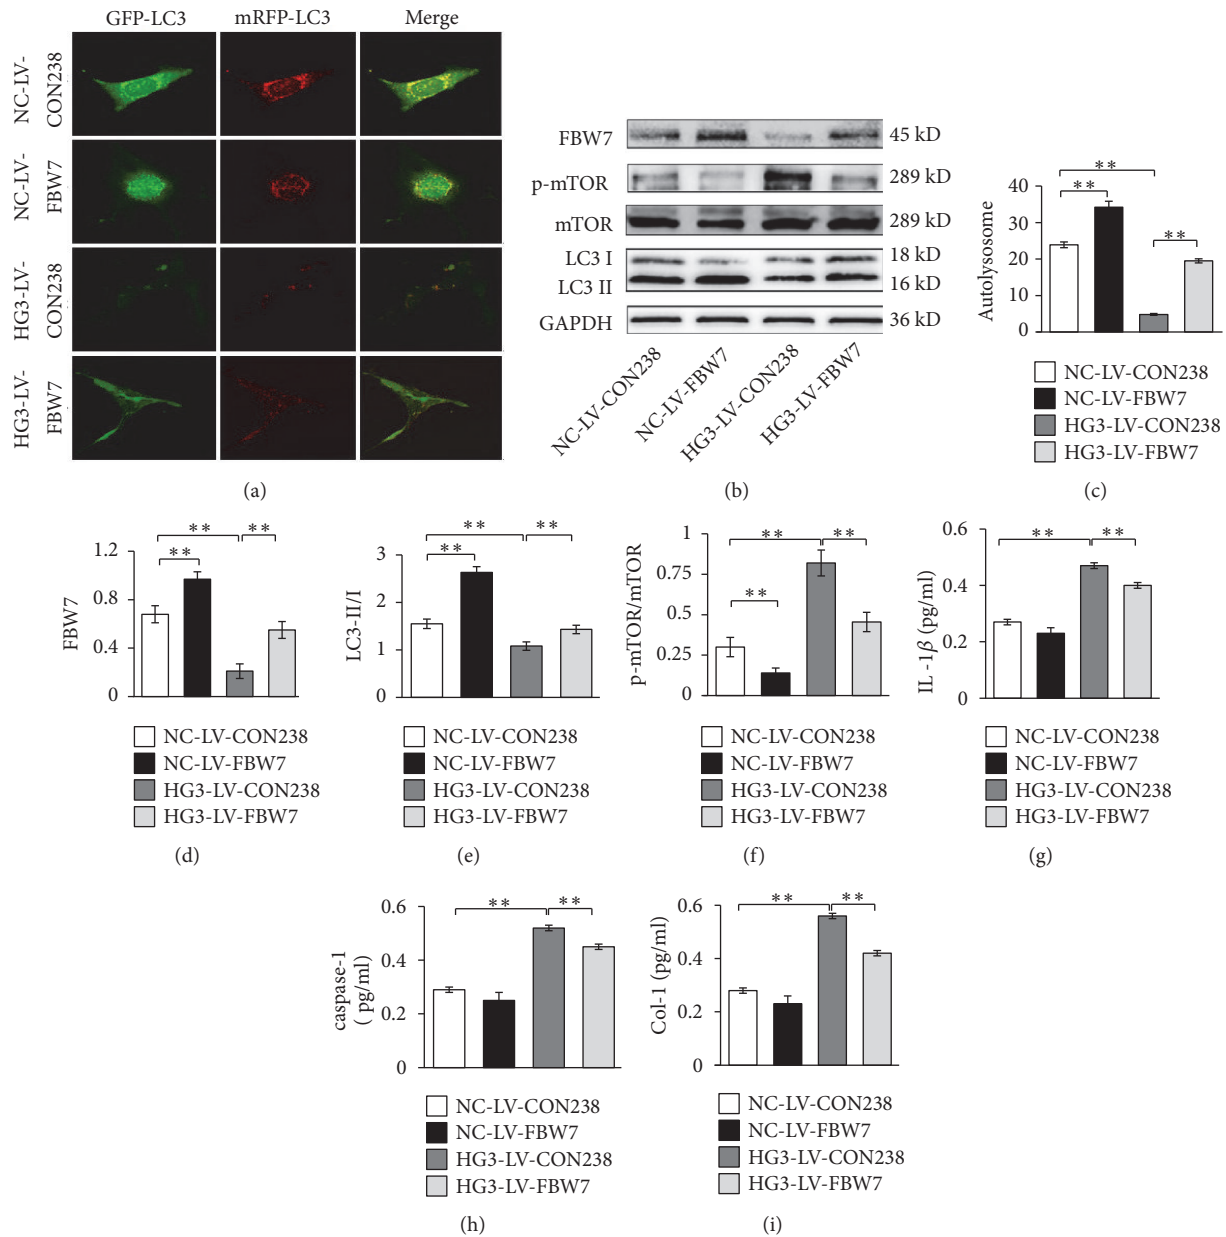 GFP-LC3 mRFP-LC3 Merge
NC-LV-
CON238
NC-LV-
FBW7
HG3-LV-
CON238
HG3-LV-
FBW7
(a)
FBW7 45 kD
p-mTOR 289 kD
mTOR 289 kD
LC3 I 18 kD
LC3 II 16 kD
GAPDH 36 kD
NC-LV-CON238
NC-LV-FBW7
HG3-LV-CON238
HG3-LV-FBW7
(b)
**
**
**
40
30
20
10
0
Autolysosome
NC-LV-CON238
NC-LV-FBW7
HG3-LV-CON238
HG3-LV-FBW7
(c)
** **
**
1.2
0.8
0.4
0
FBW7
NC-LV-CON238
NC-LV-FBW7
HG3-LV-CON238
HG3-LV-FBW7
(d)
** **
**
3
2
1
0
LC3-II/I
NC-LV-CON238
NC-LV-FBW7
HG3-LV-CON238
HG3-LV-FBW7
(e)
** **
**
1
0.75
0.5
0.25
0
p-mTOR/mTOR
NC-LV-CON238
NC-LV-FBW7
HG3-LV-CON238
HG3-LV-FBW7
(f)
** **
0.6
0.4
0.2
0
IL -1β (pg/ml)
NC-LV-CON238
NC-LV-FBW7
HG3-LV-CON238
HG3-LV-FBW7
(g)
** **
0.6
0.4
0.2
0
caspase-1
( pg/ml)
NC-LV-CON238
NC-LV-FBW7
HG3-LV-CON238
HG3-LV-FBW7
(h)
** **
0.6
0.4
0.2
0
Col-1 (pg/ml)
NC-LV-CON238
NC-LV-FBW7
HG3-LV-CON238
HG3-LV-FBW7
(i)